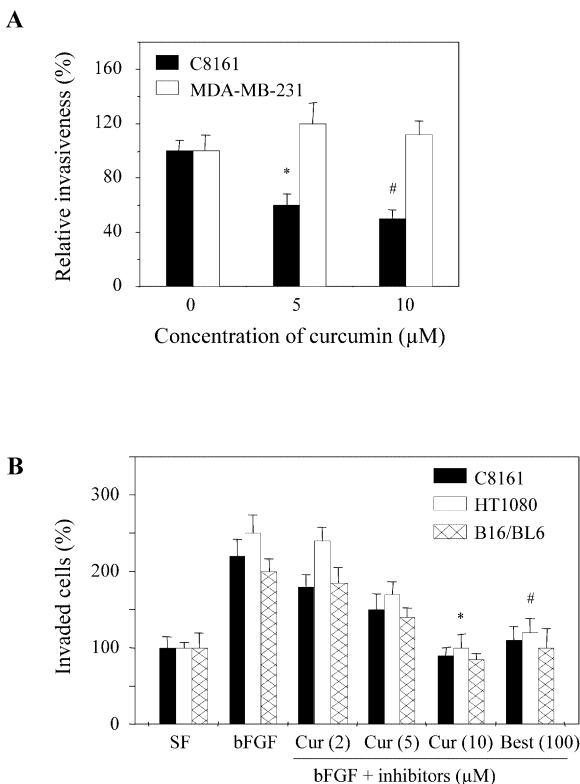 A
160
C8161
MDA-MB-231
120
80
40
0
Relative invasiveness (%)
*
#
0 5 10
Concentration of curcumin (µM)
B
300
200
100
0
Invaded cells (%)
C8161
HT1080
B16/BL6
*
#
SF bFGF Cur (2) Cur (5) Cur (10) Best (100)
bFGF + inhibitors (µM)